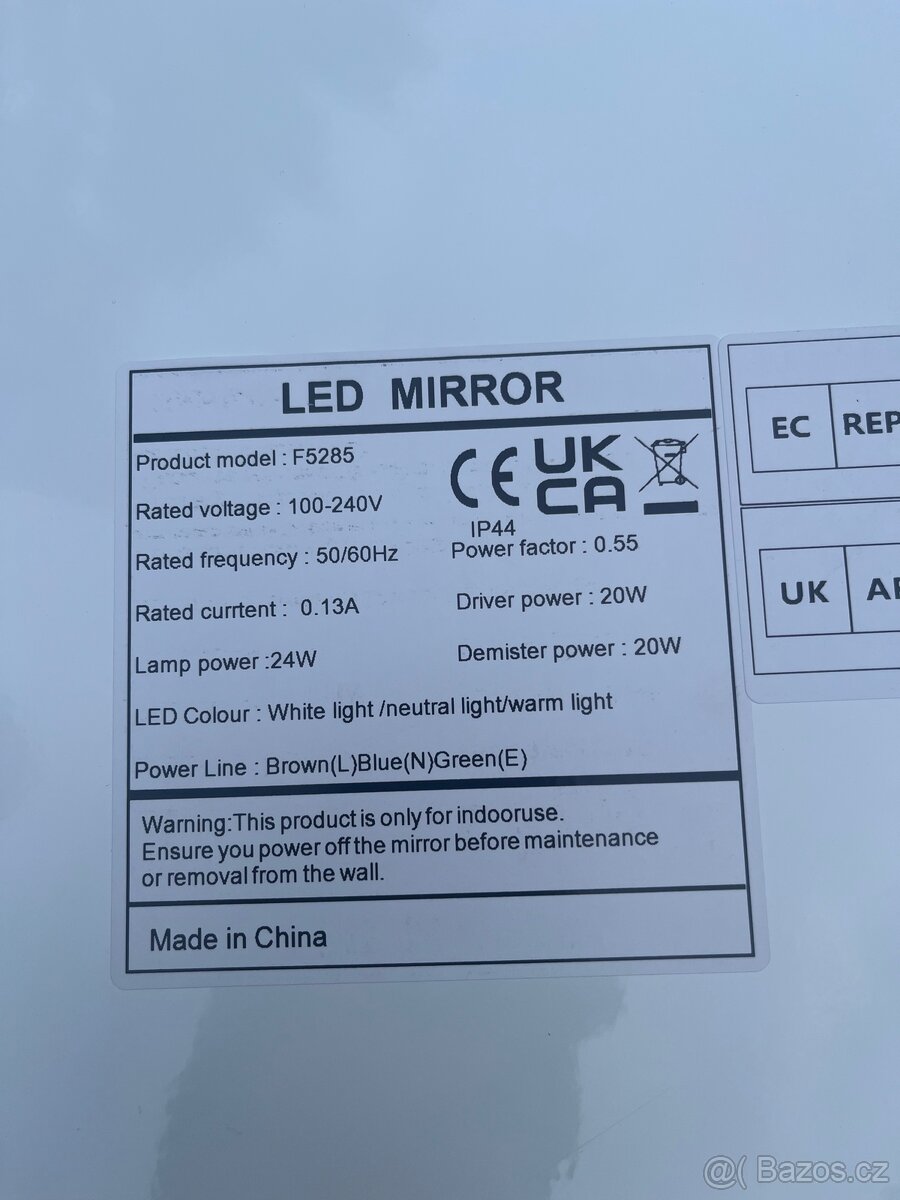 LED MIRROR
Product model : F5285
Rated voltage : 100-240V
Rated frequency : 50/60Hz
Rated currtent : 0.13A
Lamp power :24W
CE UK CA
IP44
Power factor : 0.55
Driver power : 20W
Demister power : 20W
LED Colour : White light /neutral light/warm light
Power Line : Brown(L)Blue(N)Green(E)
Warning:This product is only for indooruse.
Ensure you power off the mirror before maintenance
or removal from the wall.
Made in China
EC REP
UK
@( Bazos.cz